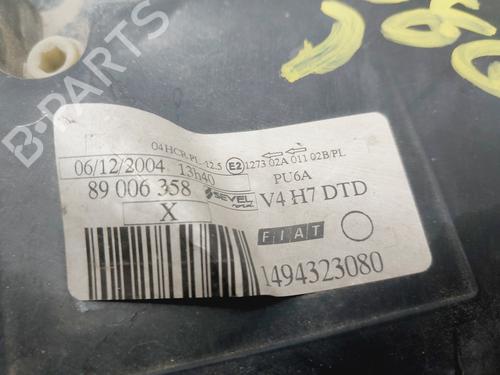 B-PARTS
04 HCR-PL-12.5 E2 1273 02A 011 02B/PL
06/12/2004 13h40 PU6A
89 006 358 SEVEL V4 H7 DTD
X FIAT
1494323080